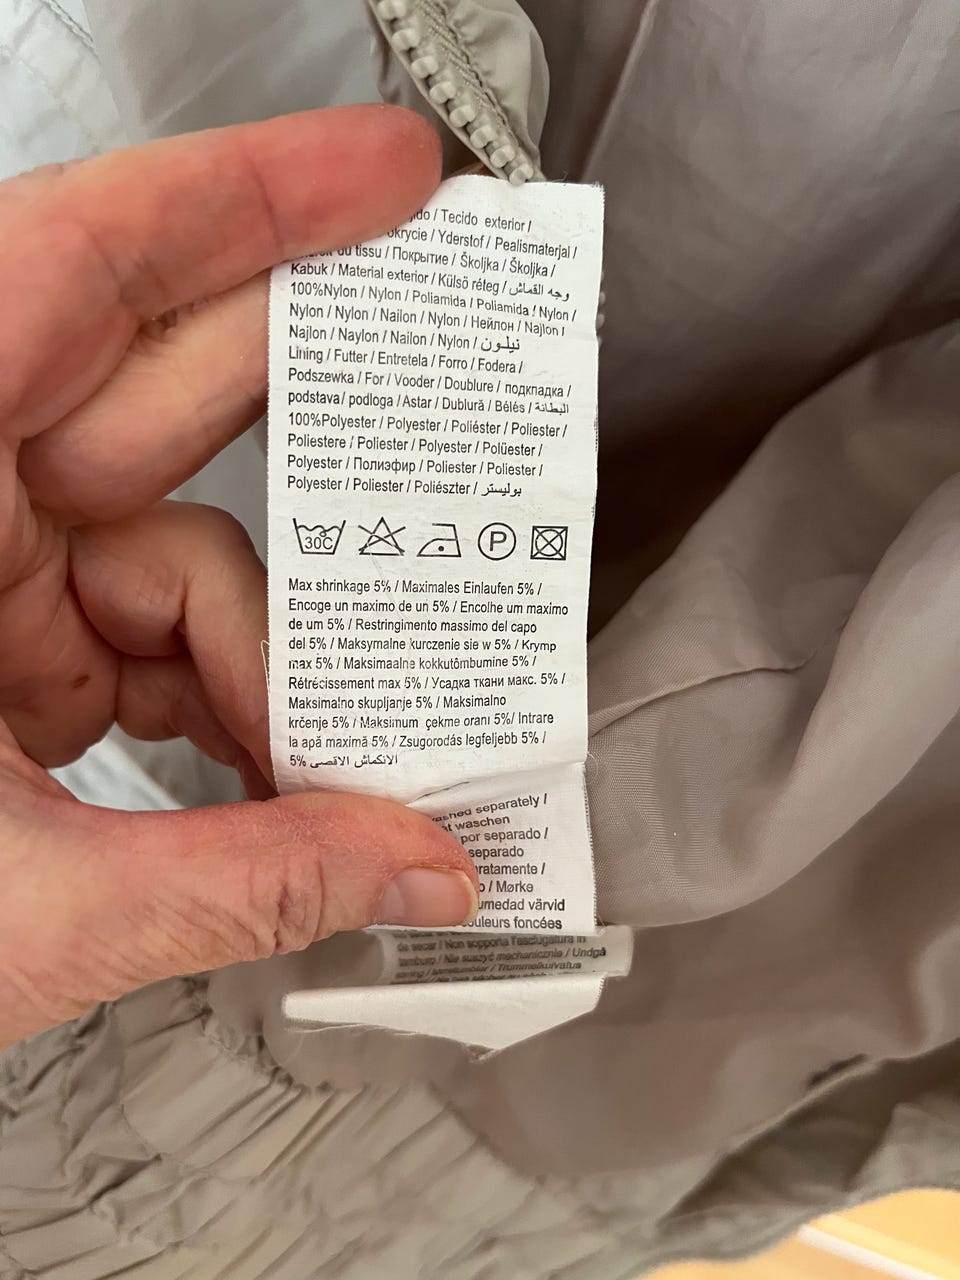 / Tecido exterior /
/ Yderstof / Pealismaterjal /
du tissu / Покрытие / Školjka / Školjka /
Kabuk / Material exterior / Külsö réteg / وجه القماش
100%Nylon / Nylon / Poliamida / Poliamida / Nylon /
Nylon / Nylon / Nailon / Nylon / Нейлон / Najlon /
Najlon / Naylon / Nailon / Nylon / نيلـون
Lining / Futter / Entretela / Forro / Fodera /
Podszewka / For / Vooder / Doublure / подкладка /
podstava/ podloga / Astar / Dublură / Bélés / البطانة
100%Polyester / Polyester / Poliéster / Poliester /
Poliestere / Poliester / Polyester / Polüester /
Polyester / Полиэфир / Poliester / Poliester /
Polyester / Poliester / Poliészter / بوليستر
30C P
Max shrinkage 5% / Maximales Einlaufen 5% /
Encoge un maximo de un 5% / Encolhe um maximo
de um 5% / Restringimento massimo del capo
del 5% / Maksymalne kurczenie sie w 5% / Krymp
max 5% / Maksimaalne kokkutõmbumine 5% /
Rétrécissement max 5% / Усадка ткани макс. 5% /
Maksimalno skupljanje 5% / Maksimalno
krčenje 5% / Maksimum çekme oranı 5%/ Intrare
la apă maximă 5% / Zsugorodás legfeljebb 5% /
الانكماش الاقصى 5%
separately /
waschen
por separado /
separado
/
/ Mørke
värvid
foncées
de secar / Non sopporta l'asciugatura in
tamburo / Nie suszyć mechanicznie / Undgå
/ Trummelkuivatus